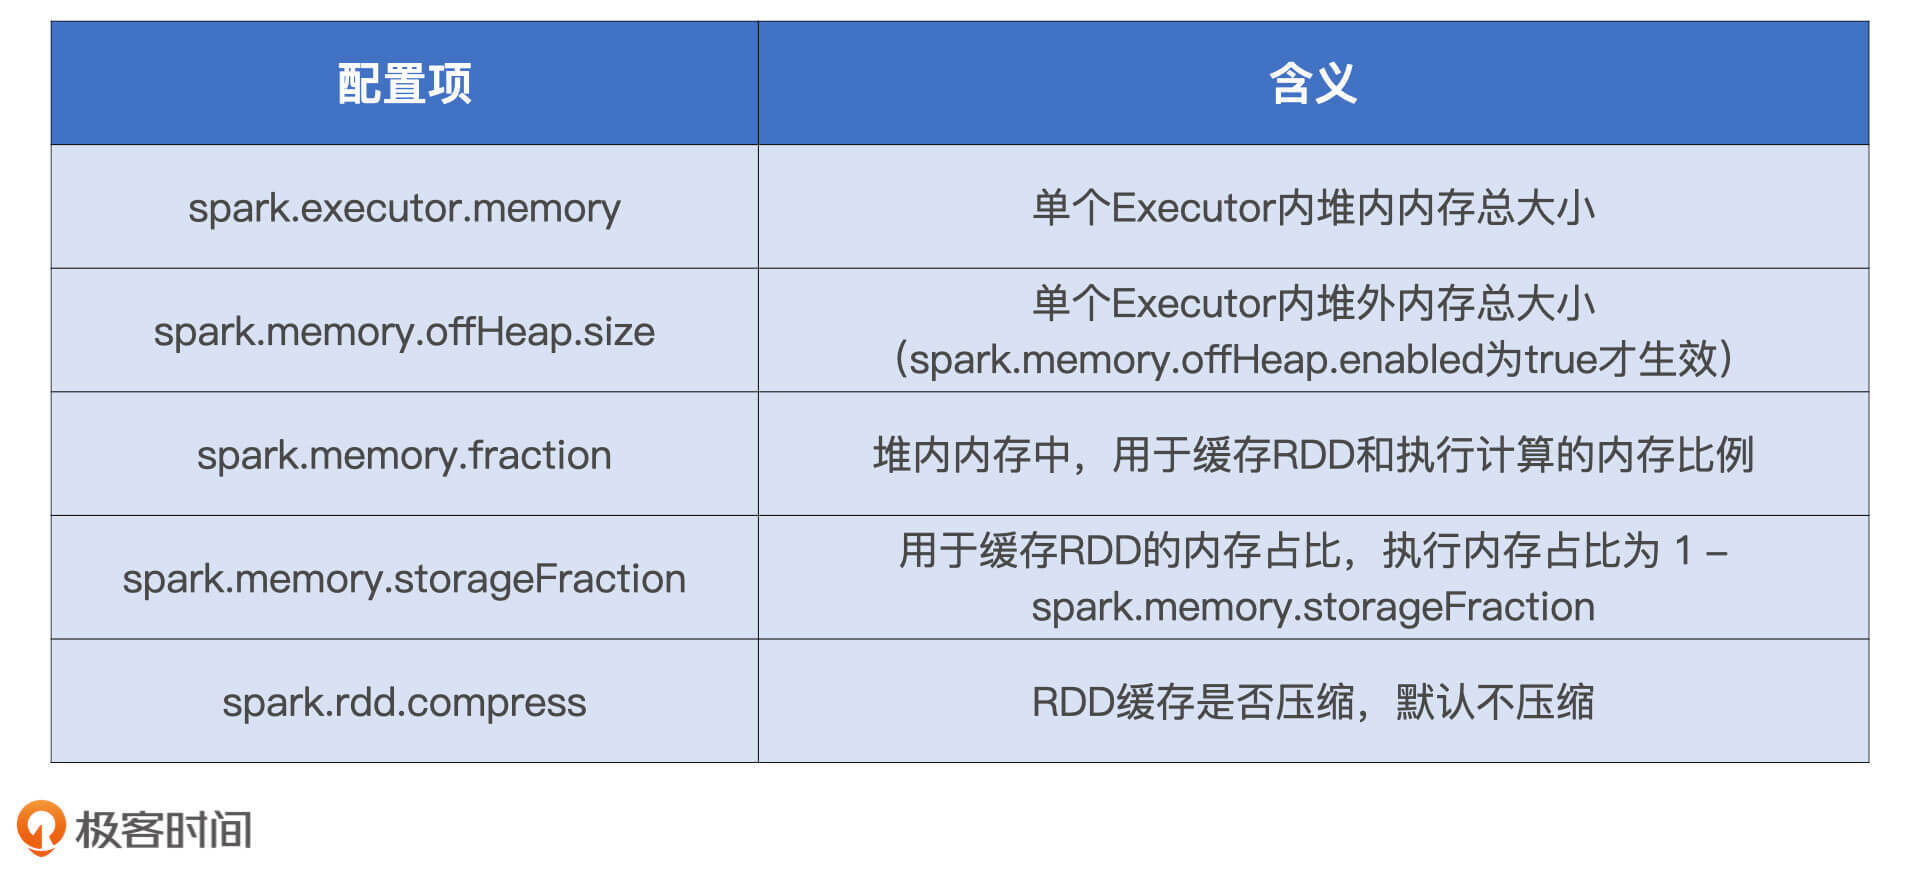 配置项
含义
spark.executor.memory
单个Executor内堆内内存总大小
spark.memory.offHeap.size
单个Executor内堆外内存总大小
（spark.memory.offHeap.enabled为true才生效）
spark.memory.fraction
堆内内存中，用于缓存RDD和执行计算的内存比例
spark.memory.storageFraction
用于缓存RDD的内存占比，执行内存占比为 1 –
spark.memory.storageFraction
spark.rdd.compress
RDD缓存是否压缩，默认不压缩
极客时间